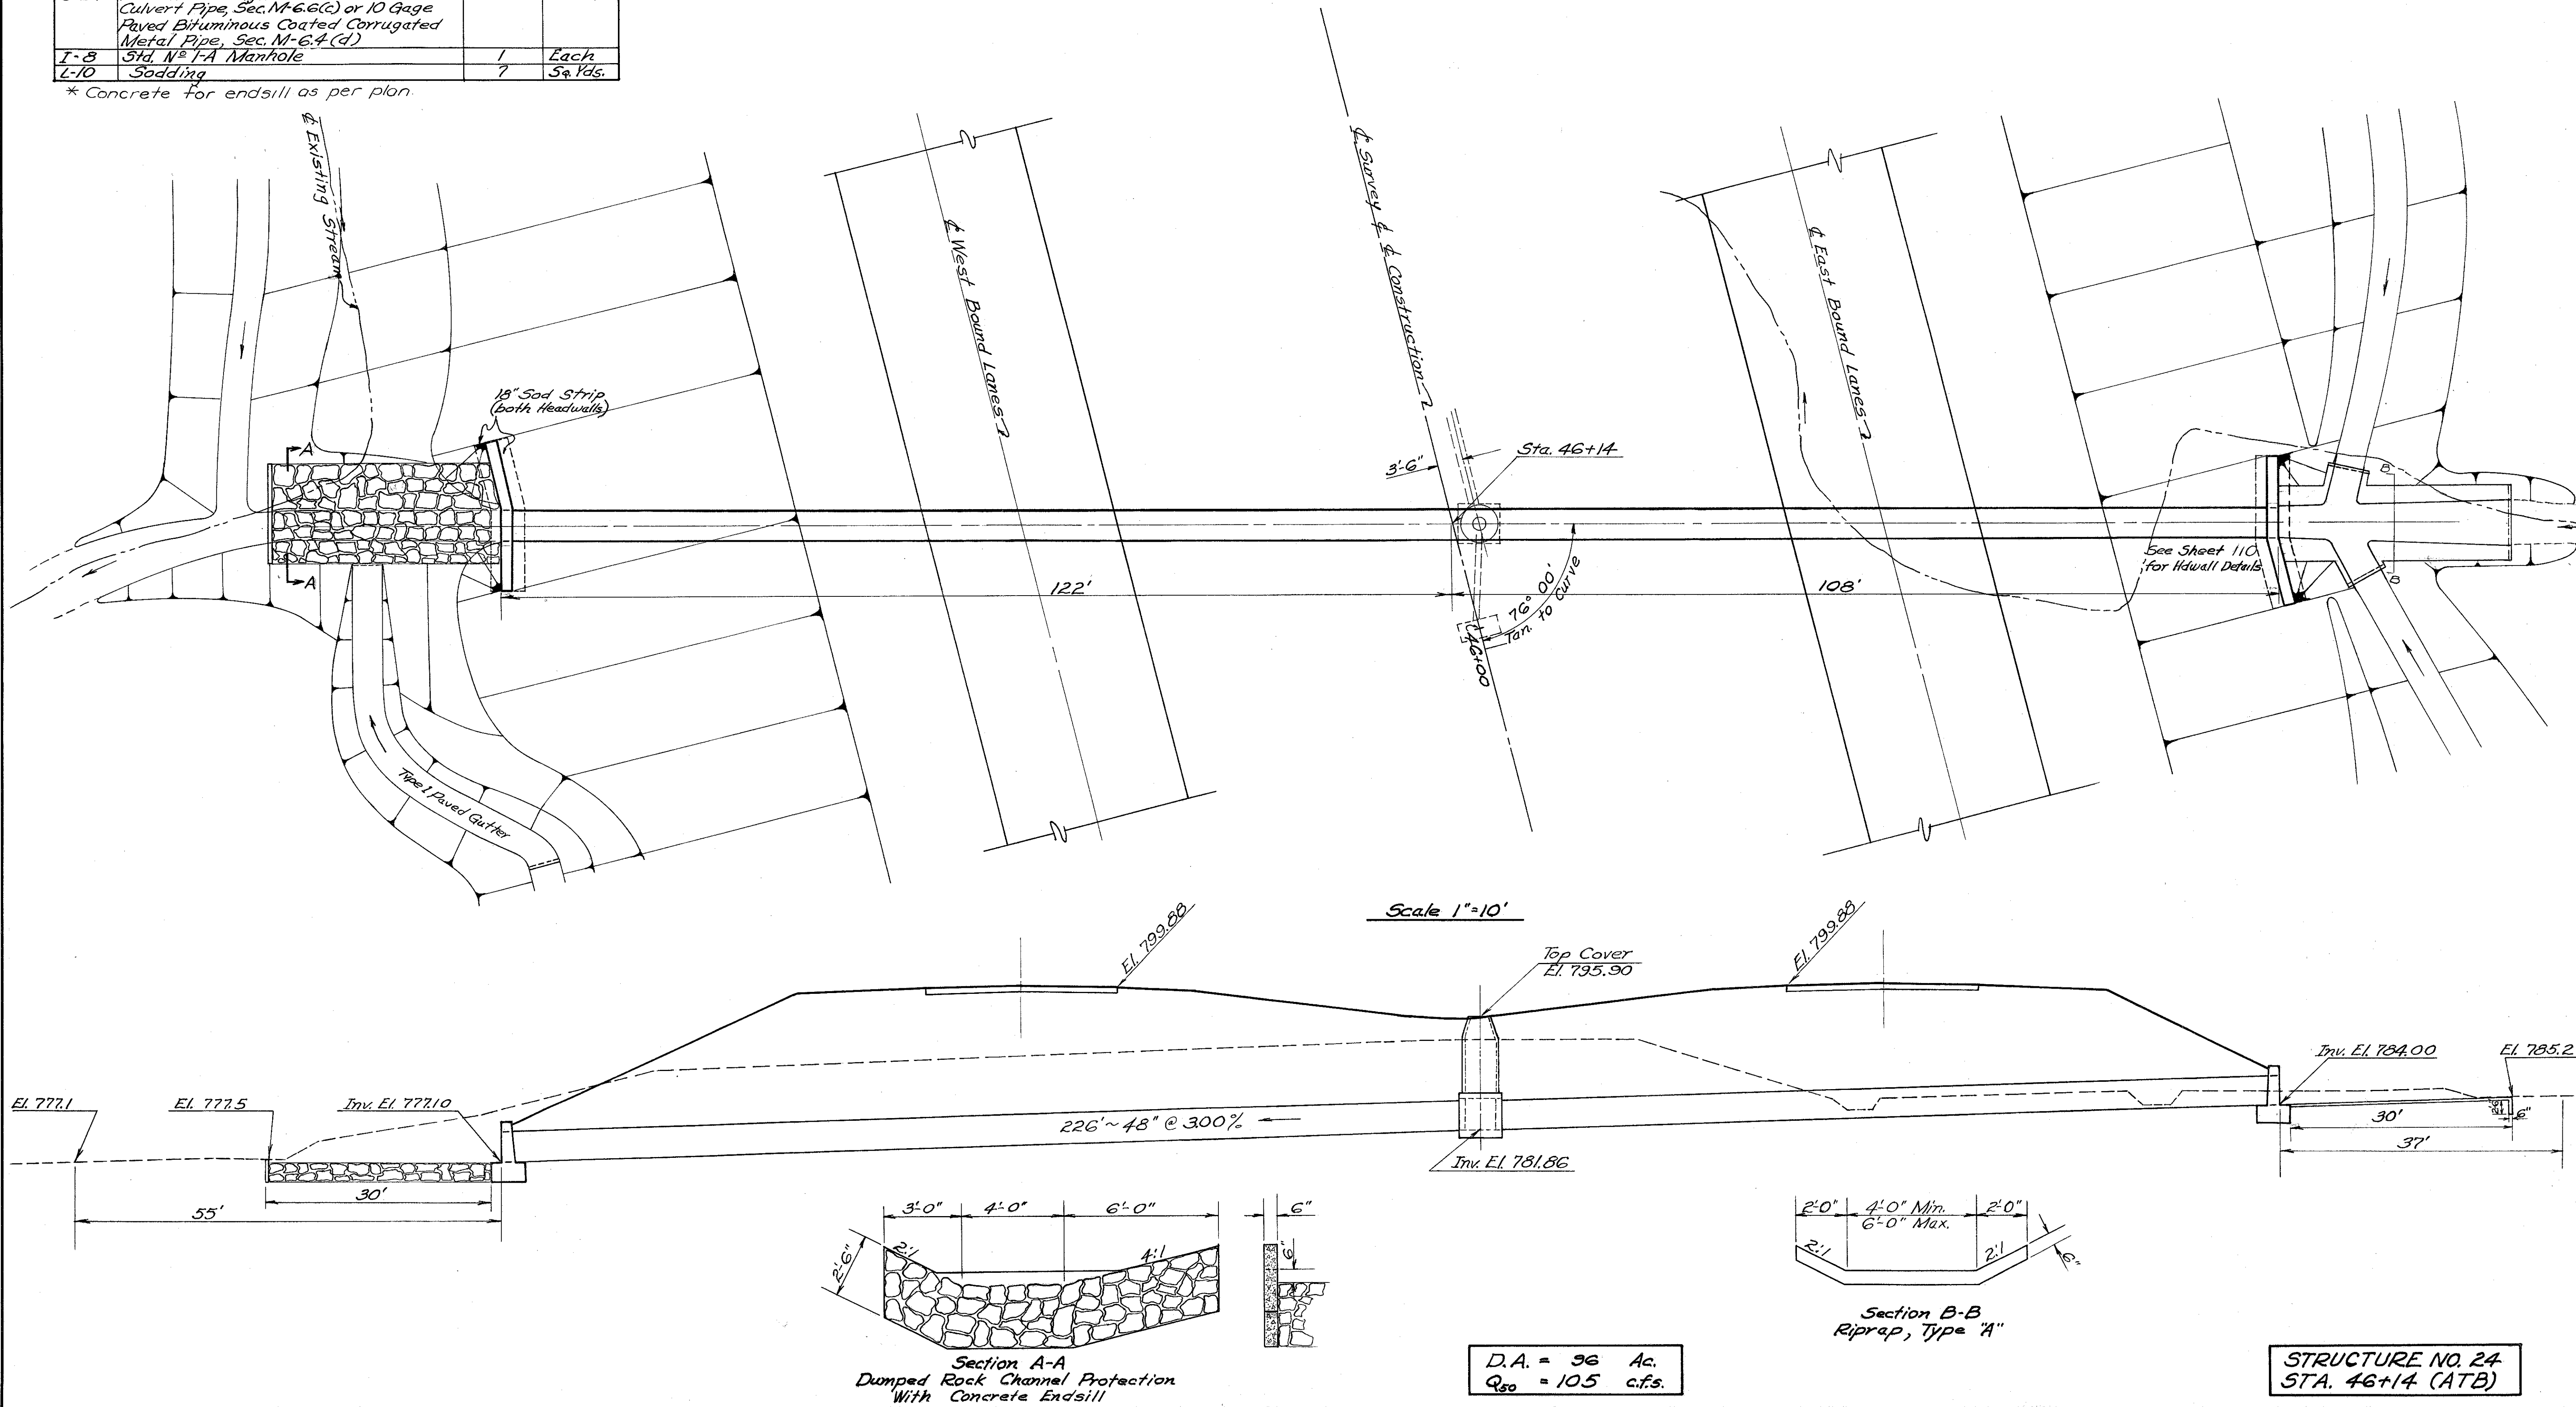 Culvert Pipe, Sec. M-6.6(c) or 10 Gage
Paved Bituminous Coated Corrugated
Metal Pipe, Sec. M-6.4(d)
I-8 Std. Nº 1-A Manhole 1 Each
L-10 Sodding 7 Sq. Yds.
* Concrete for endsill as per plan.
℄ Existing Stream
℄ West Bound Lanes
℄ Survey & ℄ Construction
℄ East Bound Lanes
18" Sod Strip
(both Headwalls)
A
A
3'-6"
Sta. 46+14
B
B
See Sheet 110
for Hdwall Details
122'
108'
76° 00'
Tan. to Curve
46+00
Type 1 Paved Gutter
Scale 1"=10'
El. 799.88
El. 799.88
Top Cover
El. 795.90
El. 777.1
El. 777.5
Inv. El. 777.10
226' ~ 48" @ 3.00%
Inv. El. 781.86
Inv. El. 784.00
El. 785.2
30'
6"
37'
30'
55'
3'-0" 4'-0" 6'-0"
2'-6"
2:1
4:1
6"
6"
Section A-A
Dumped Rock Channel Protection
With Concrete Endsill
2'-0" 4'-0" Min. 2'-0"
6'-0" Max.
2:1
2:1
6"
Section B-B
Riprap, Type "A"
D.A. = 96 Ac.
Q50 = 105 c.f.s.
STRUCTURE NO. 24
STA. 46+14 (ATB)